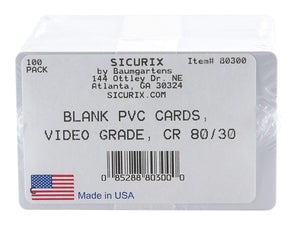 100 PACK
SICURIX
Item# 80300
by Baumgartens
144 Ottley Dr. NE
Atlanta, GA 30324
SICURIX.COM
BLANK PVC CARDS,
VIDEO GRADE, CR 80/30
Made in USA
0 85288 80300 0